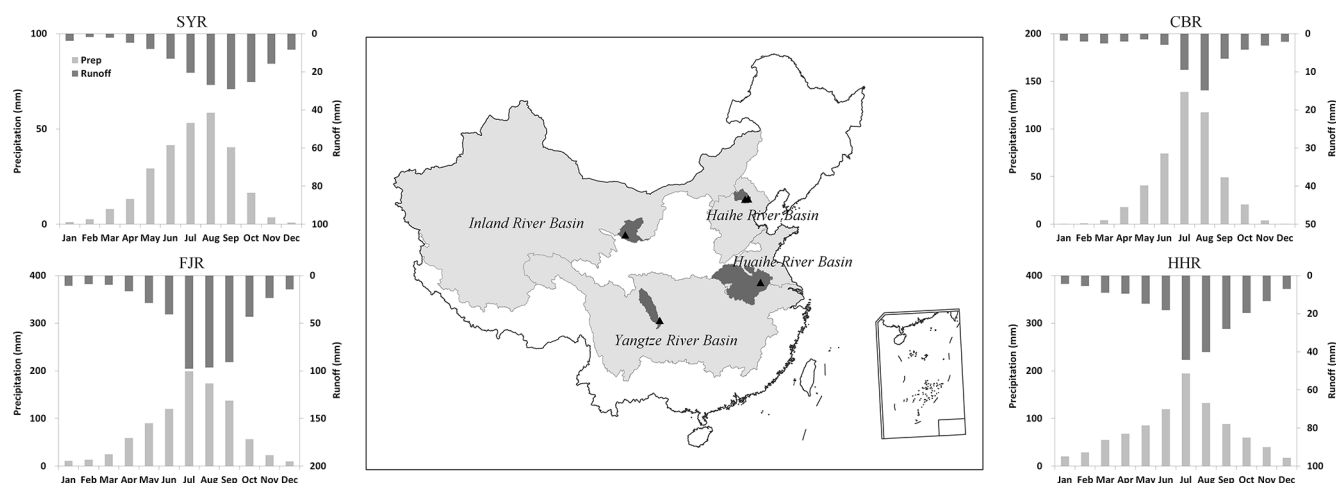 SYR
100
50
0
0
20
40
60
80
100
Precipitation (mm)
Runoff (mm)
Prep
Runoff
Jan Feb Mar Apr May Jun Jul Aug Sep Oct Nov Dec
FJR
400
300
200
100
0
0
50
100
150
200
Precipitation (mm)
Runoff (mm)
Jan Feb Mar Apr May Jun Jul Aug Sep Oct Nov Dec
Inland River Basin
Haihe River Basin
Huaihe River Basin
Yangtze River Basin
CBR
200
150
100
50
0
0
10
20
30
40
50
Precipitation (mm)
Runoff (mm)
Jan Feb Mar Apr May Jun Jul Aug Sep Oct Nov Dec
HHR
400
300
200
100
0
0
20
40
60
80
100
Precipitation (mm)
Runoff (mm)
Jan Feb Mar Apr May Jun Jul Aug Sep Oct Nov Dec